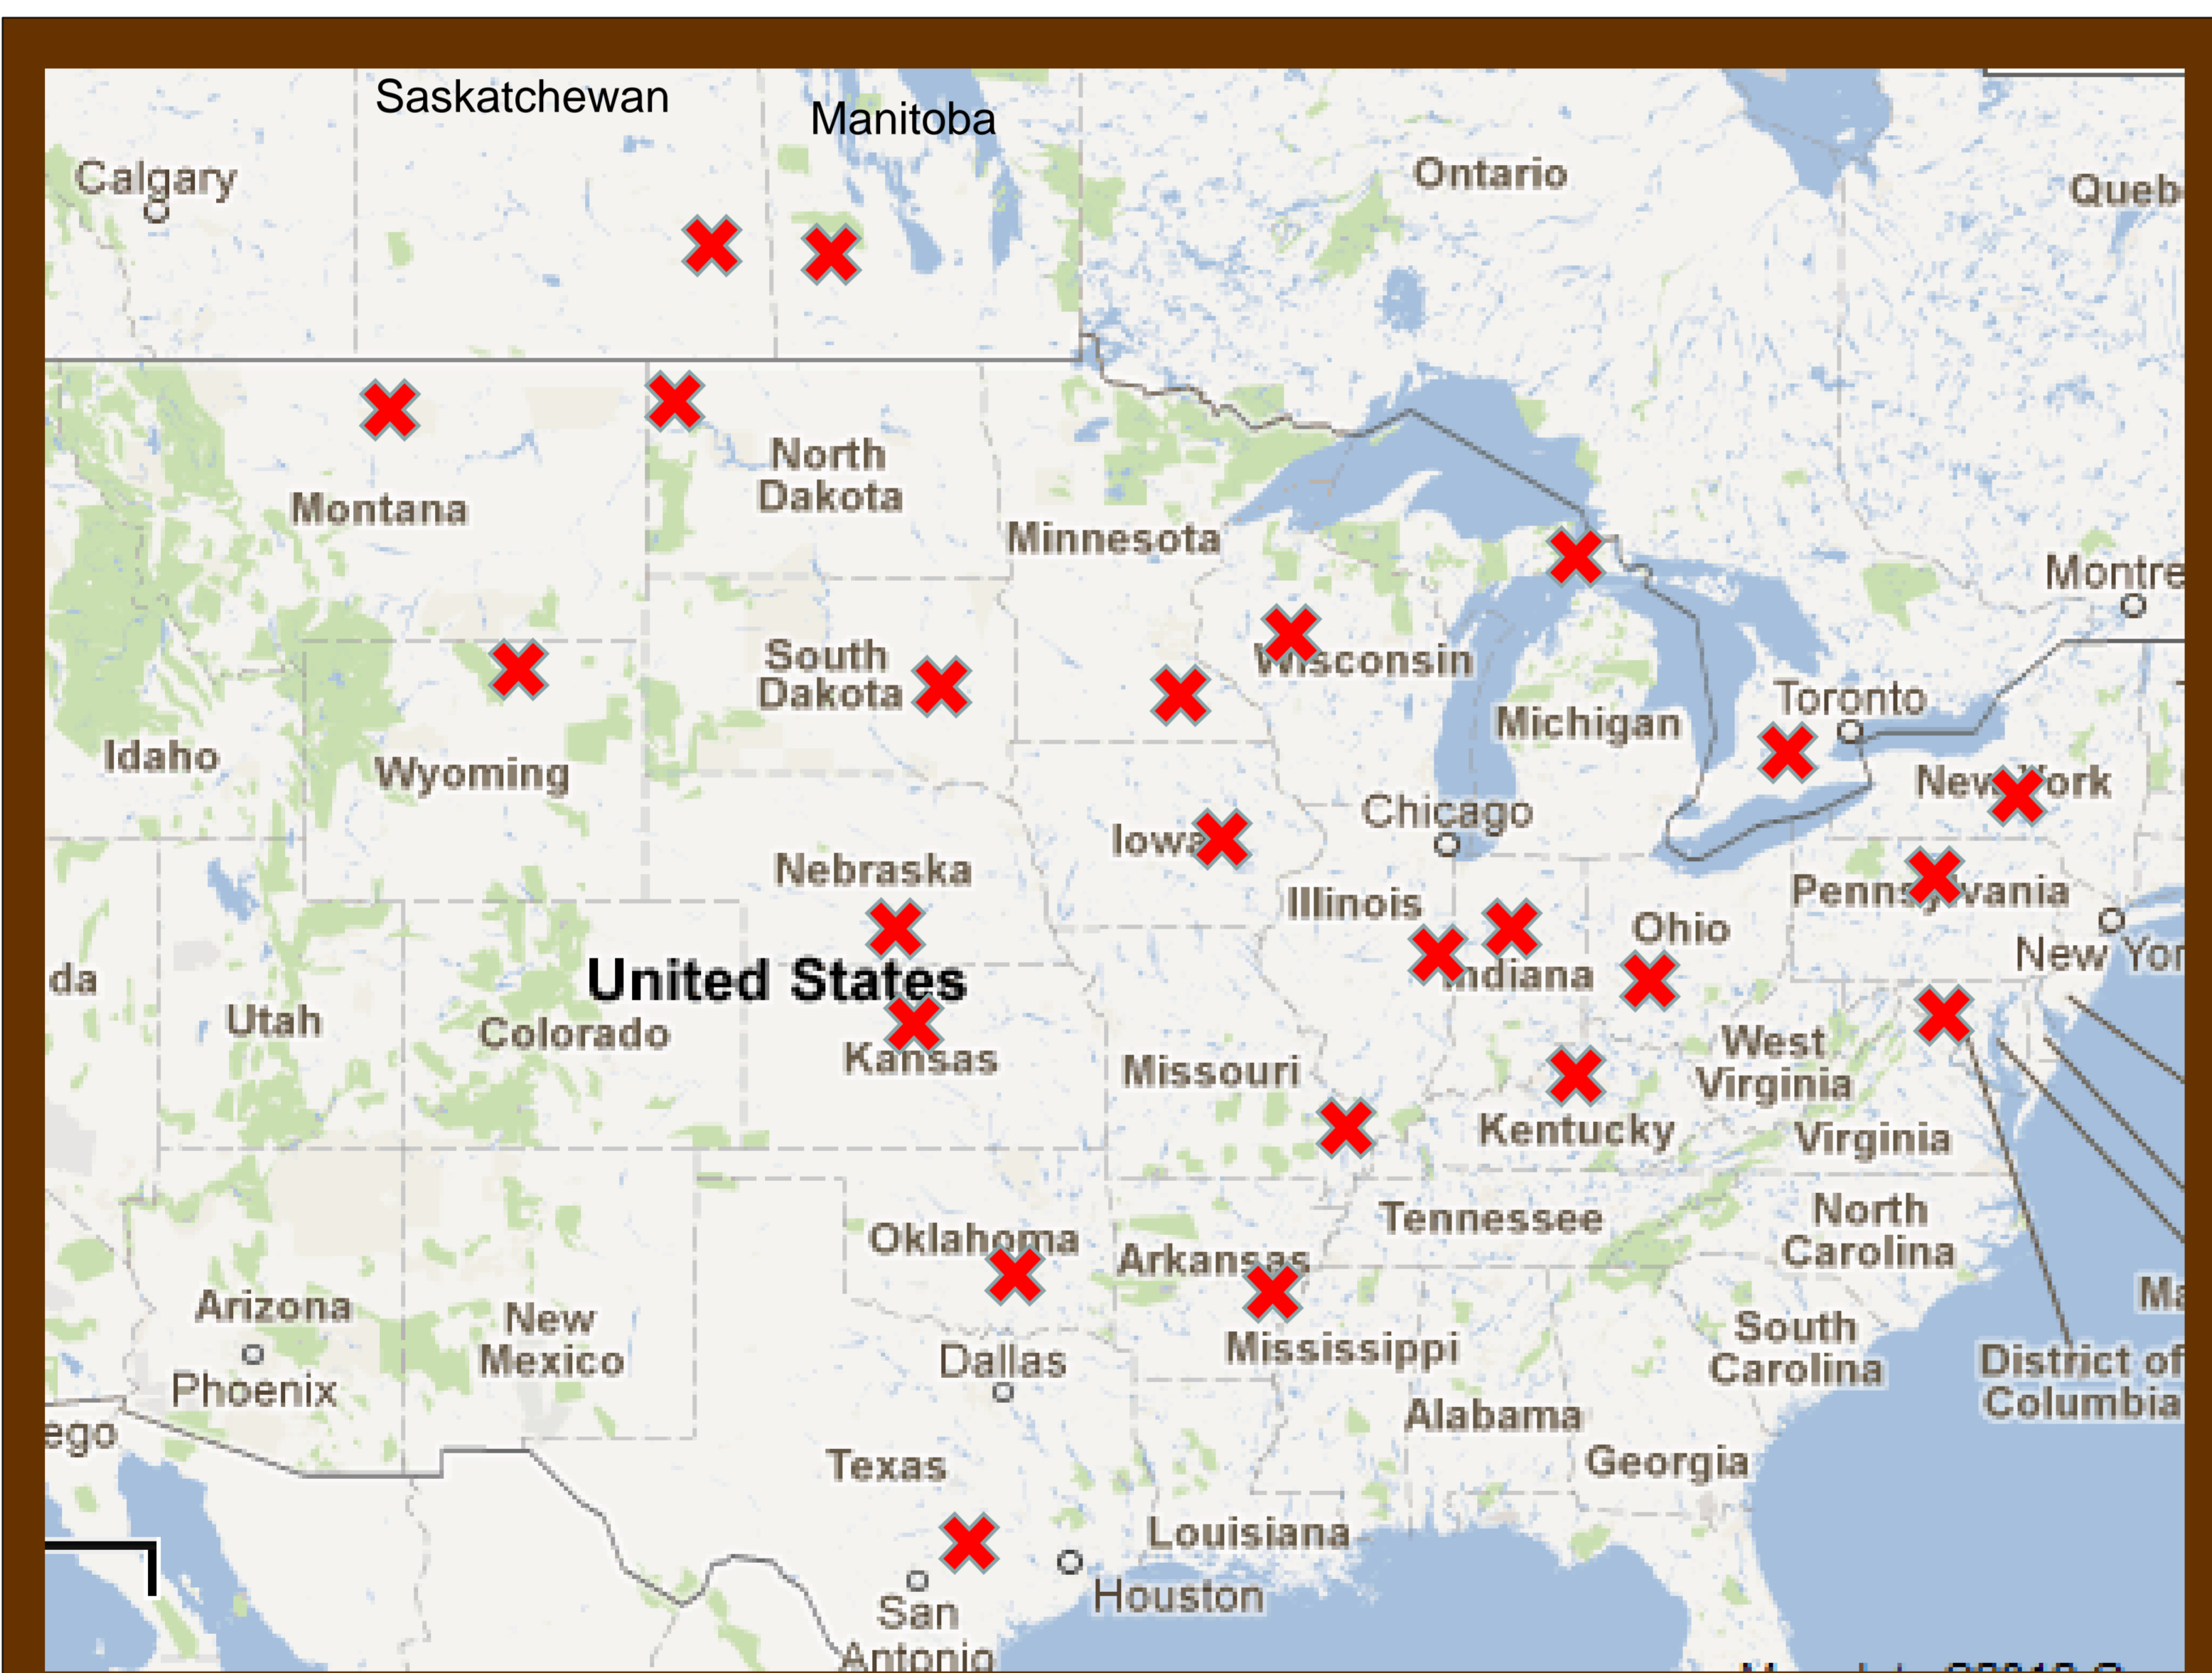 Saskatchewan
Manitoba
Calgary
Ontario
Queb
North
Dakota
Montana
Minnesota
Montre
South
Dakota
Wisconsin
Toronto
Michigan
Idaho
Wyoming
New York
Chicago
Iowa
Nebraska
Pennsylvania
Illinois
Ohio
New Yor
United States
Indiana
da
Utah
Colorado
Kansas
West
Virginia
Missouri
Kentucky
Virginia
Tennessee
North
Carolina
Oklahoma
Arkansas
Arizona
New
Mexico
Ma
South
Carolina
Mississippi
Dallas
District of
Columbia
Phoenix
ego
Alabama
Texas
Georgia
Louisiana
Houston
San
Antonio